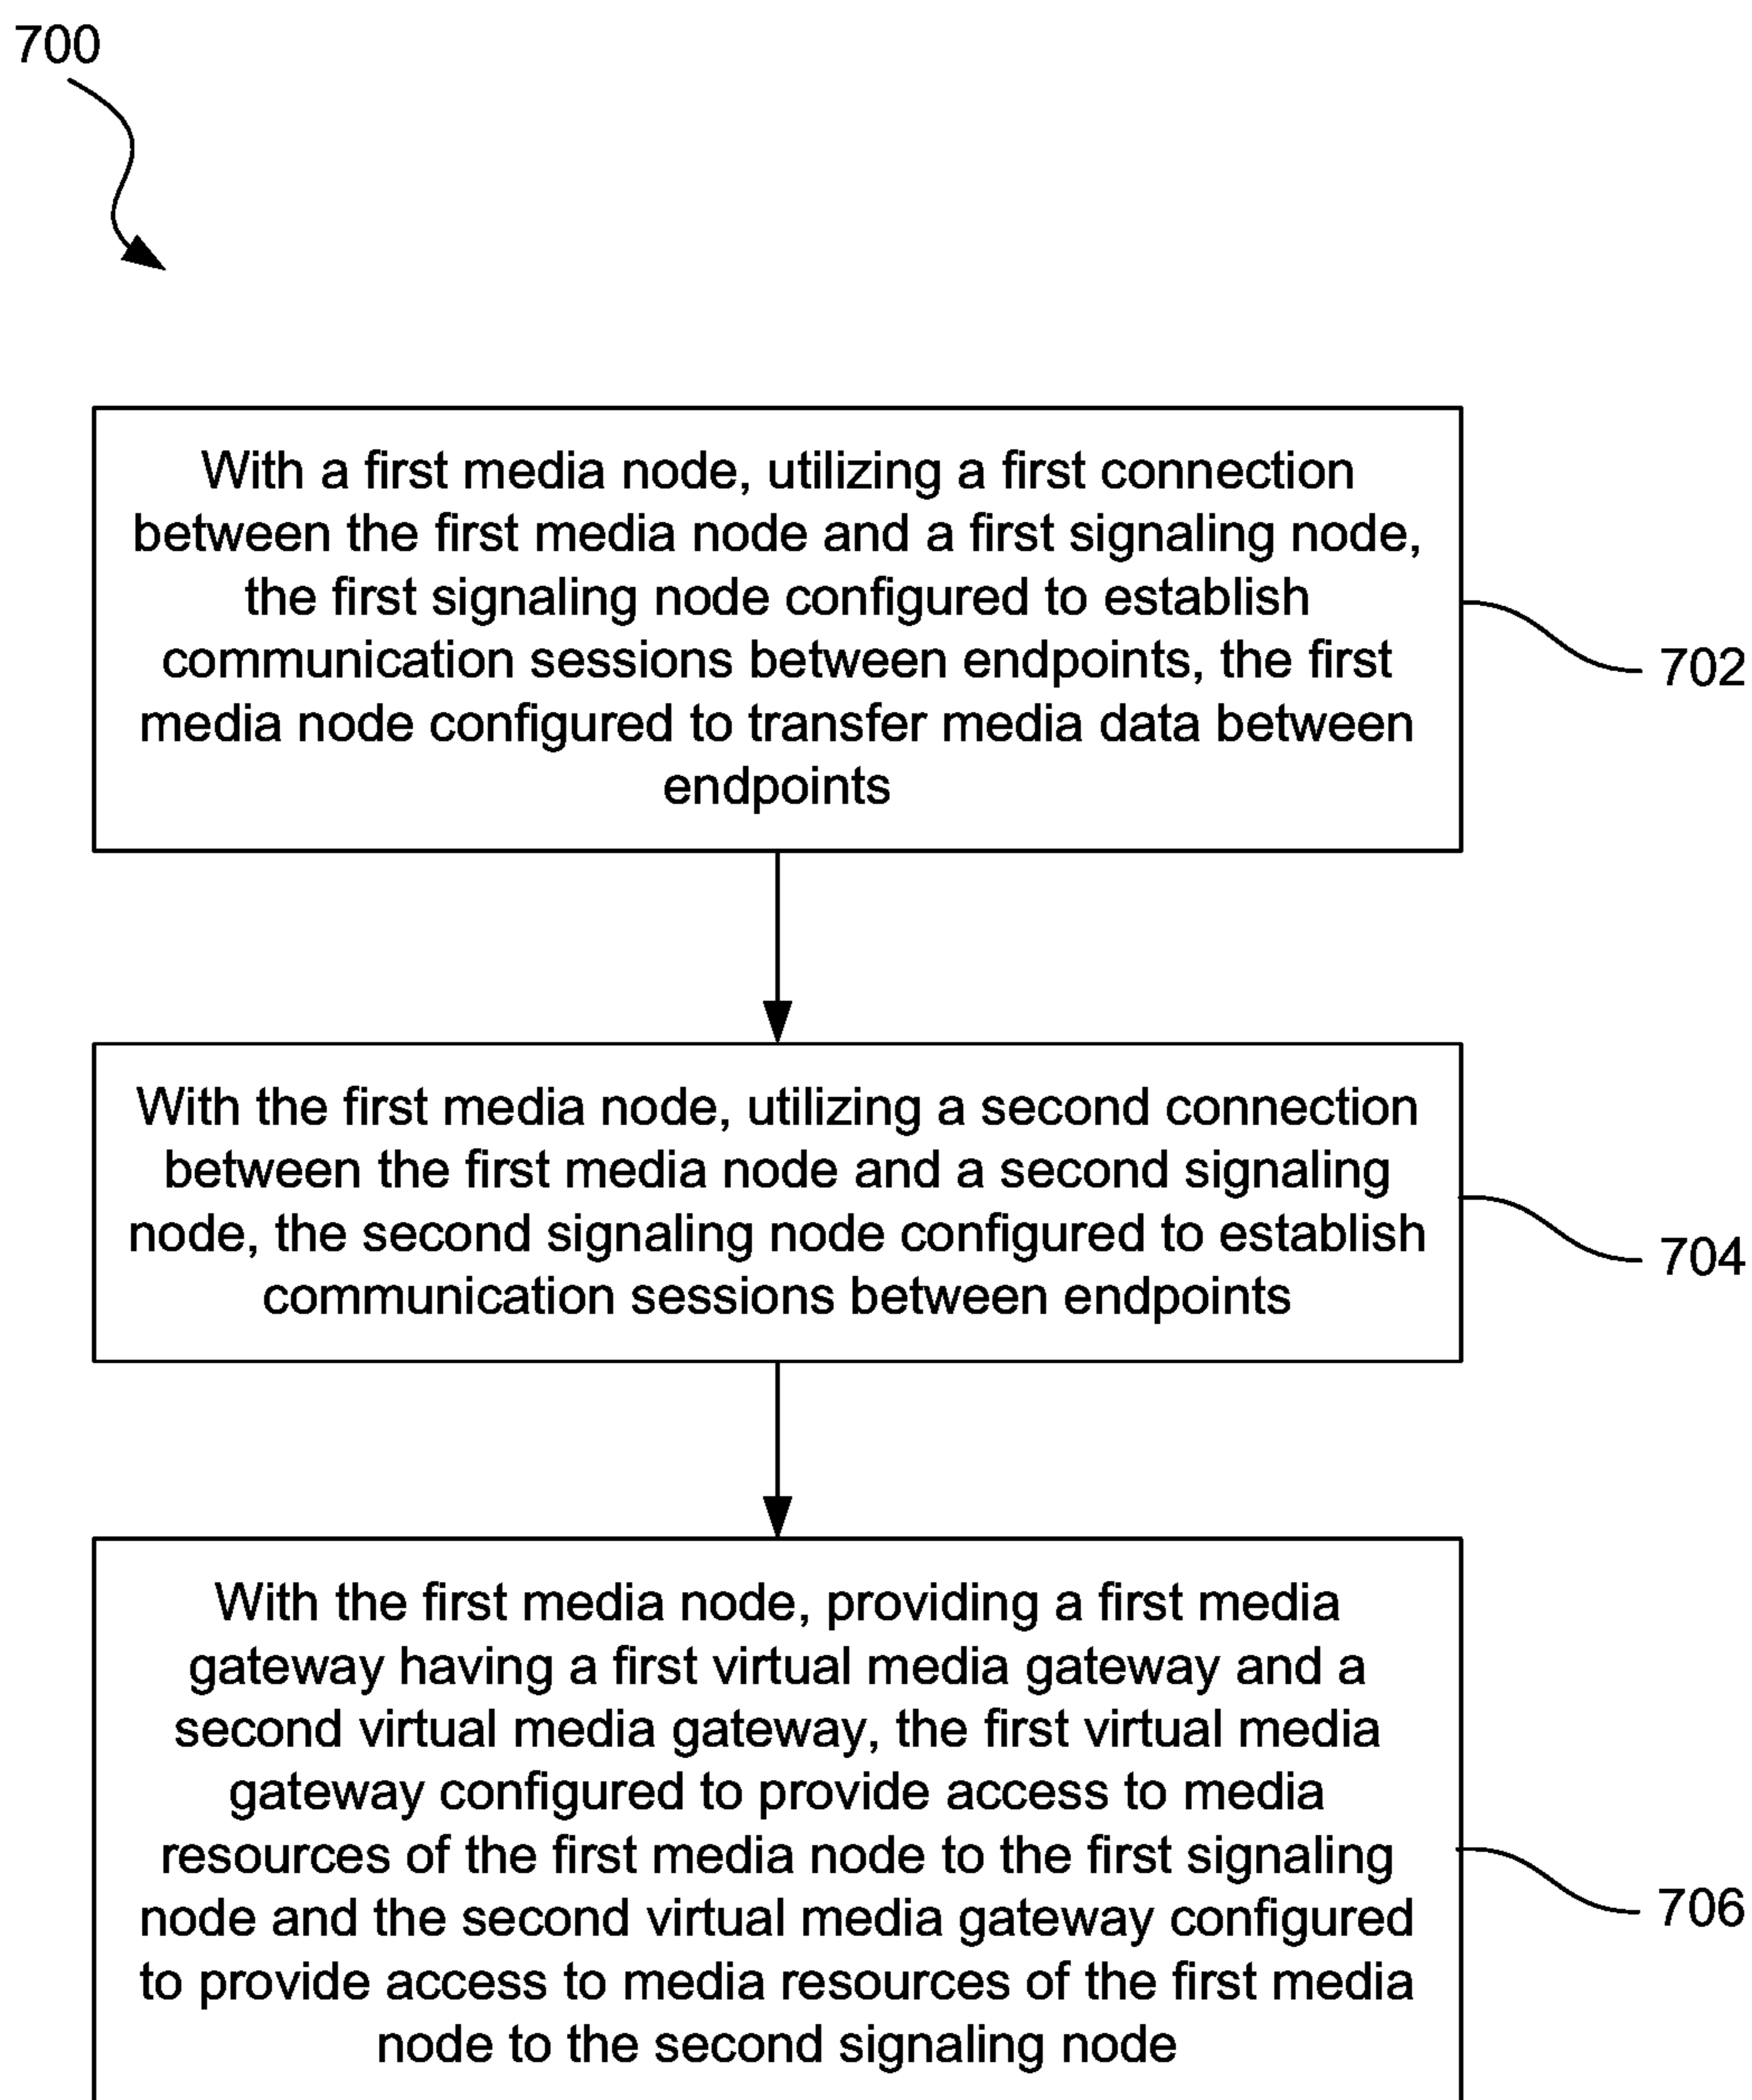 700
With a first media node, utilizing a first connection
between the first media node and a first signaling node,
the first signaling node configured to establish
communication sessions between endpoints, the first
media node configured to transfer media data between
endpoints
702
With the first media node, utilizing a second connection
between the first media node and a second signaling
node, the second signaling node configured to establish
communication sessions between endpoints
704
With the first media node, providing a first media
gateway having a first virtual media gateway and a
second virtual media gateway, the first virtual media
gateway configured to provide access to media
resources of the first media node to the first signaling
node and the second virtual media gateway configured
to provide access to media resources of the first media
node to the second signaling node
706